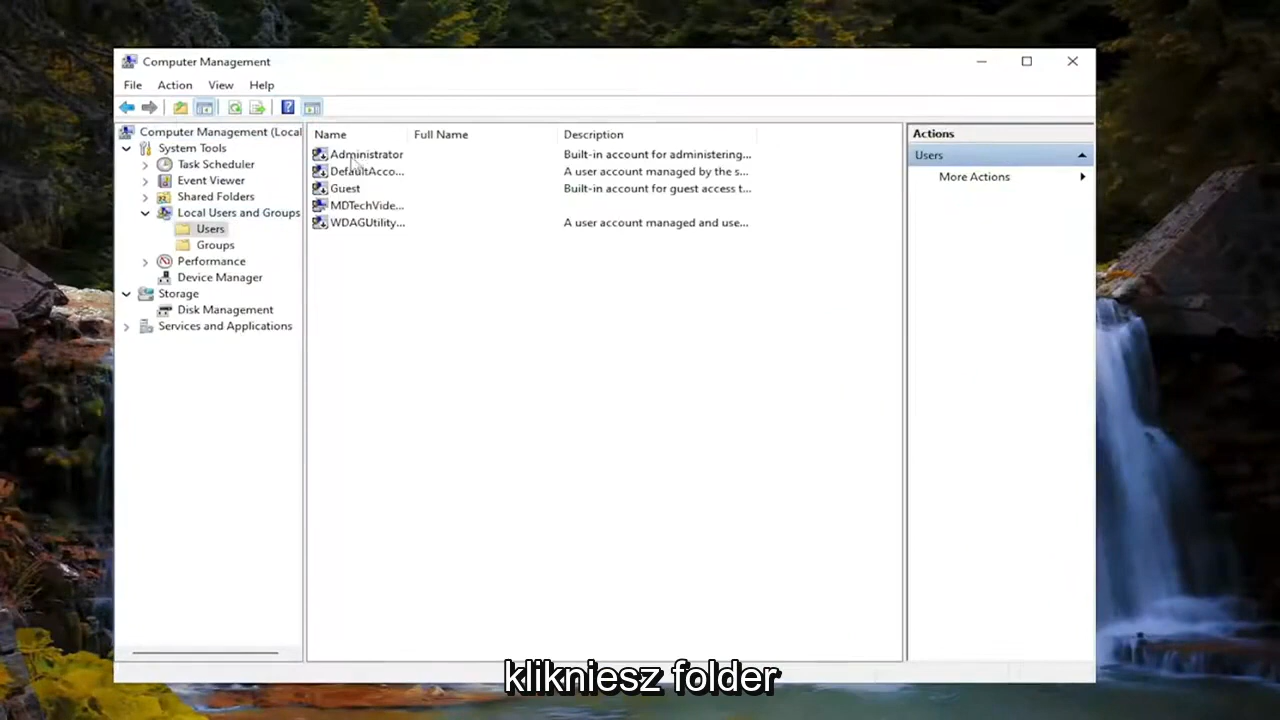 Computer Management
File Action View Help
Computer Management (Local
System Tools
Task Scheduler
Event Viewer
Shared Folders
Local Users and Groups
Users
Groups
Performance
Device Manager
Storage
Disk Management
Services and Applications
Name Full Name Description
Administrator Built-in account for administering...
DefaultAcco... A user account managed by the s...
Guest Built-in account for guest access t...
MDTechVide...
WDAGUtility... A user account managed and use...
Actions
Users
More Actions
klikniesz folder